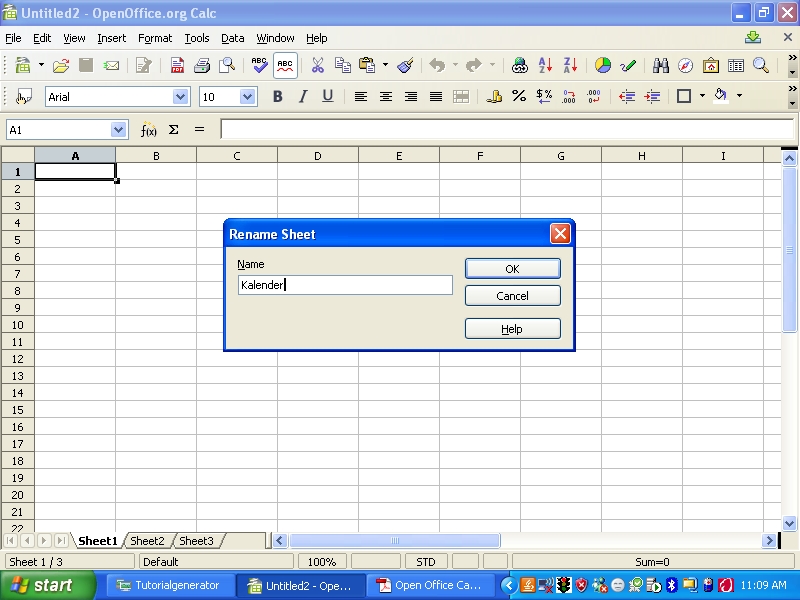 Untitled2 - OpenOffice.org Calc
File Edit View Insert Format Tools Data Window Help
Arial 10 B I U
A1 f(x) Σ =
A B C D E F G H I
1
2
3
4
5
6
7
8
9
10
11
12
13
14
15
16
17
18
19
20
21
22
Rename Sheet
Name
Kalender
OK
Cancel
Help
Sheet1 Sheet2 Sheet3
Sheet 1 / 3 Default 100% STD Sum=0
start Tutorialgenerator Untitled2 - Ope... Open Office Ca... 11:09 AM